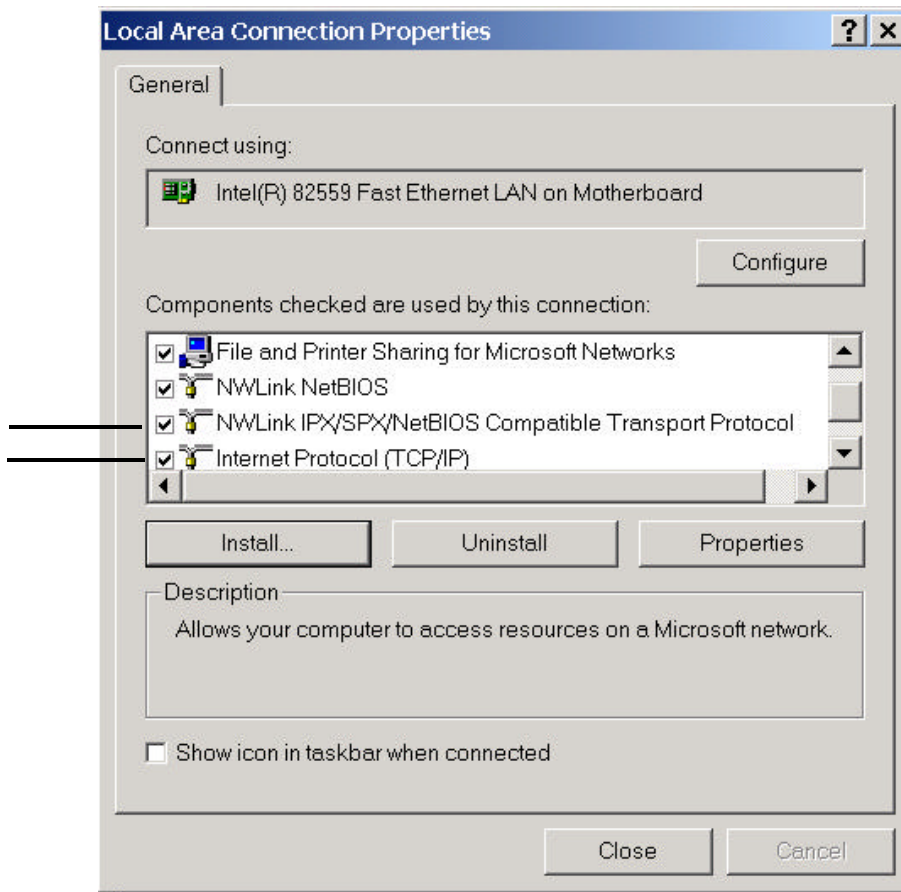 Local Area Connection Properties
General
Connect using:
Intel(R) 82559 Fast Ethernet LAN on Motherboard
Configure
Components checked are used by this connection:
File and Printer Sharing for Microsoft Networks
NWLink NetBIOS
NWLink IPX/SPX/NetBIOS Compatible Transport Protocol
Internet Protocol (TCP/IP)
Install... Uninstall Properties
Description
Allows your computer to access resources on a Microsoft network.
Show icon in taskbar when connected
Close Cancel